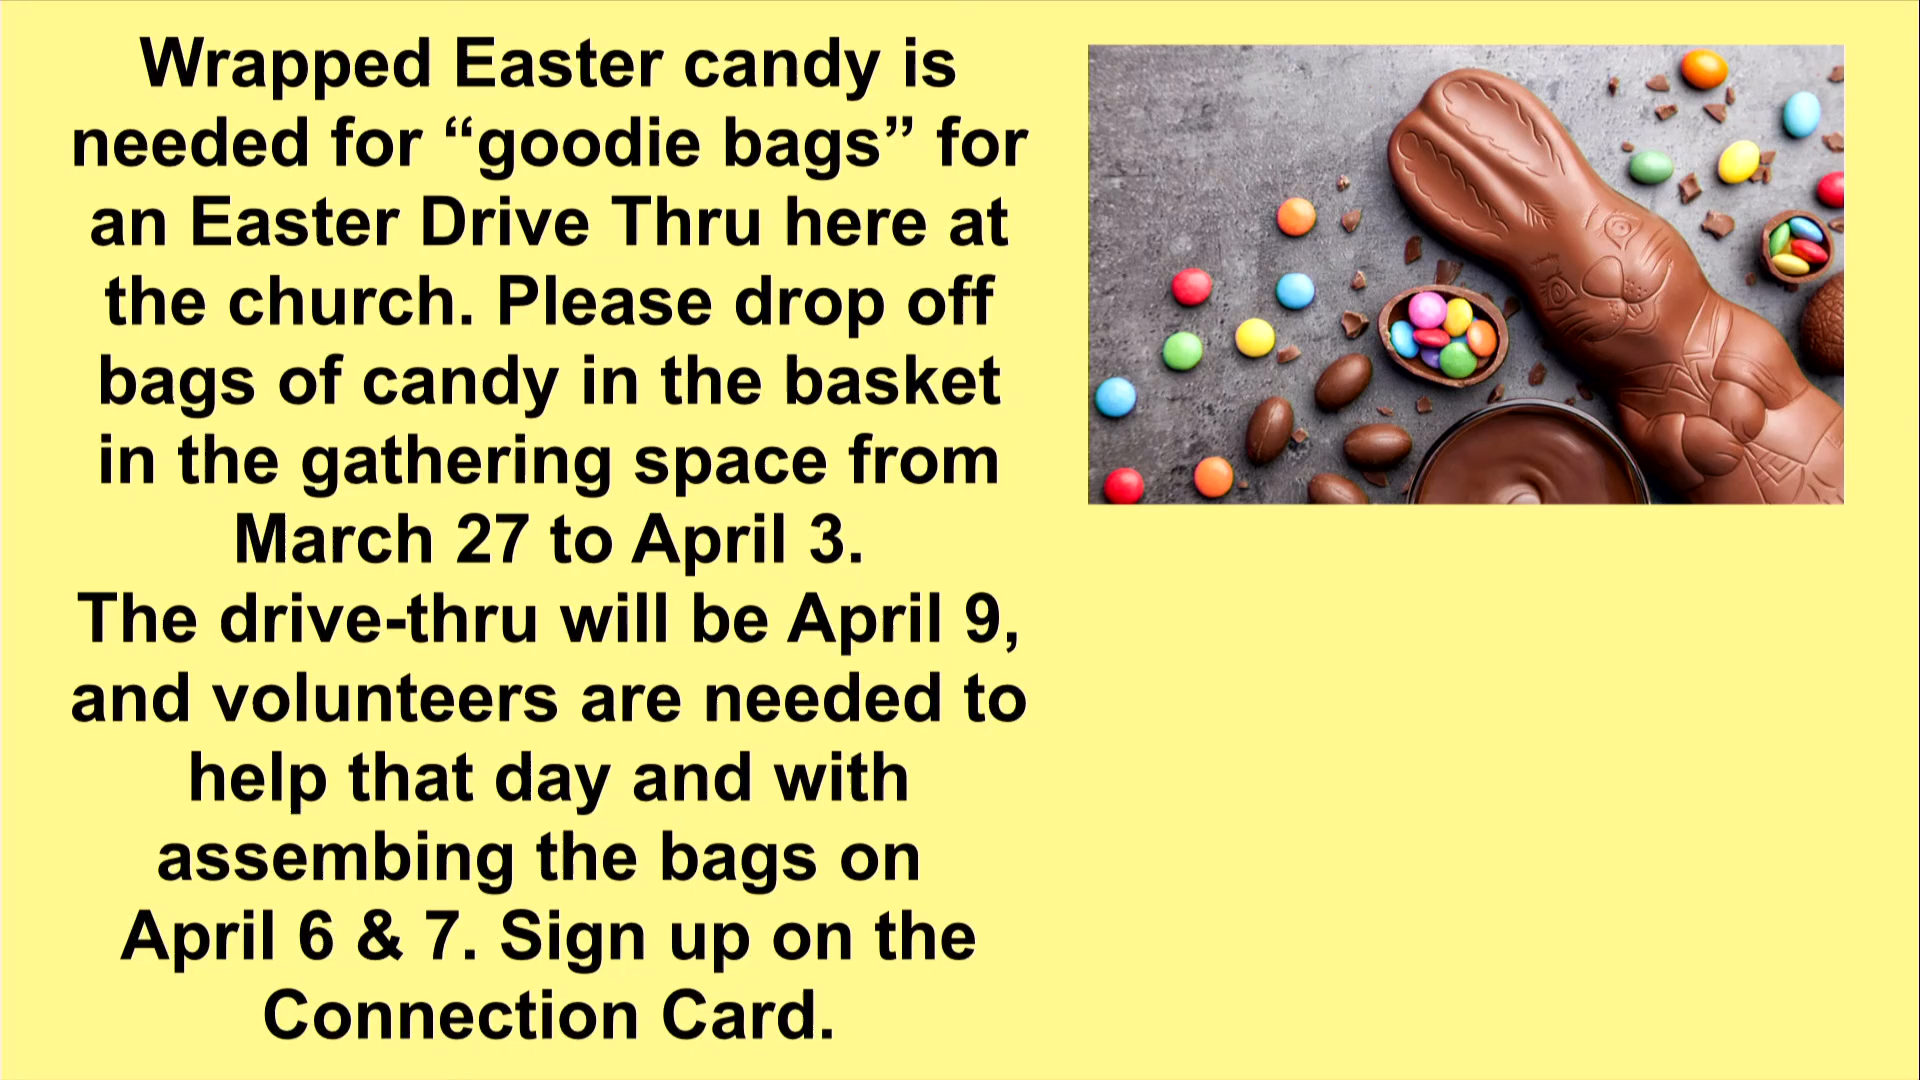 Wrapped Easter candy is
needed for “goodie bags” for
an Easter Drive Thru here at
the church. Please drop off
bags of candy in the basket
in the gathering space from
March 27 to April 3.
The drive-thru will be April 9,
and volunteers are needed to
help that day and with
assembing the bags on
April 6 & 7. Sign up on the
Connection Card.